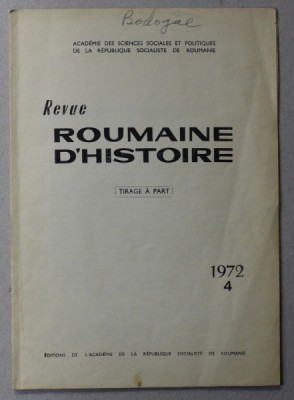 Bodogae
ACADÉMIE DES SCIENCES SOCIALES ET POLITIQUES
DE LA RÉPUBLIQUE SOCIALISTE DE ROUMANIE
Revue
ROUMAINE
D'HISTOIRE
TIRAGE À PART
1972
4
ÉDITIONS DE L'ACADÉMIE DE LA RÉPUBLIQUE SOCIALISTE DE ROUMANIE